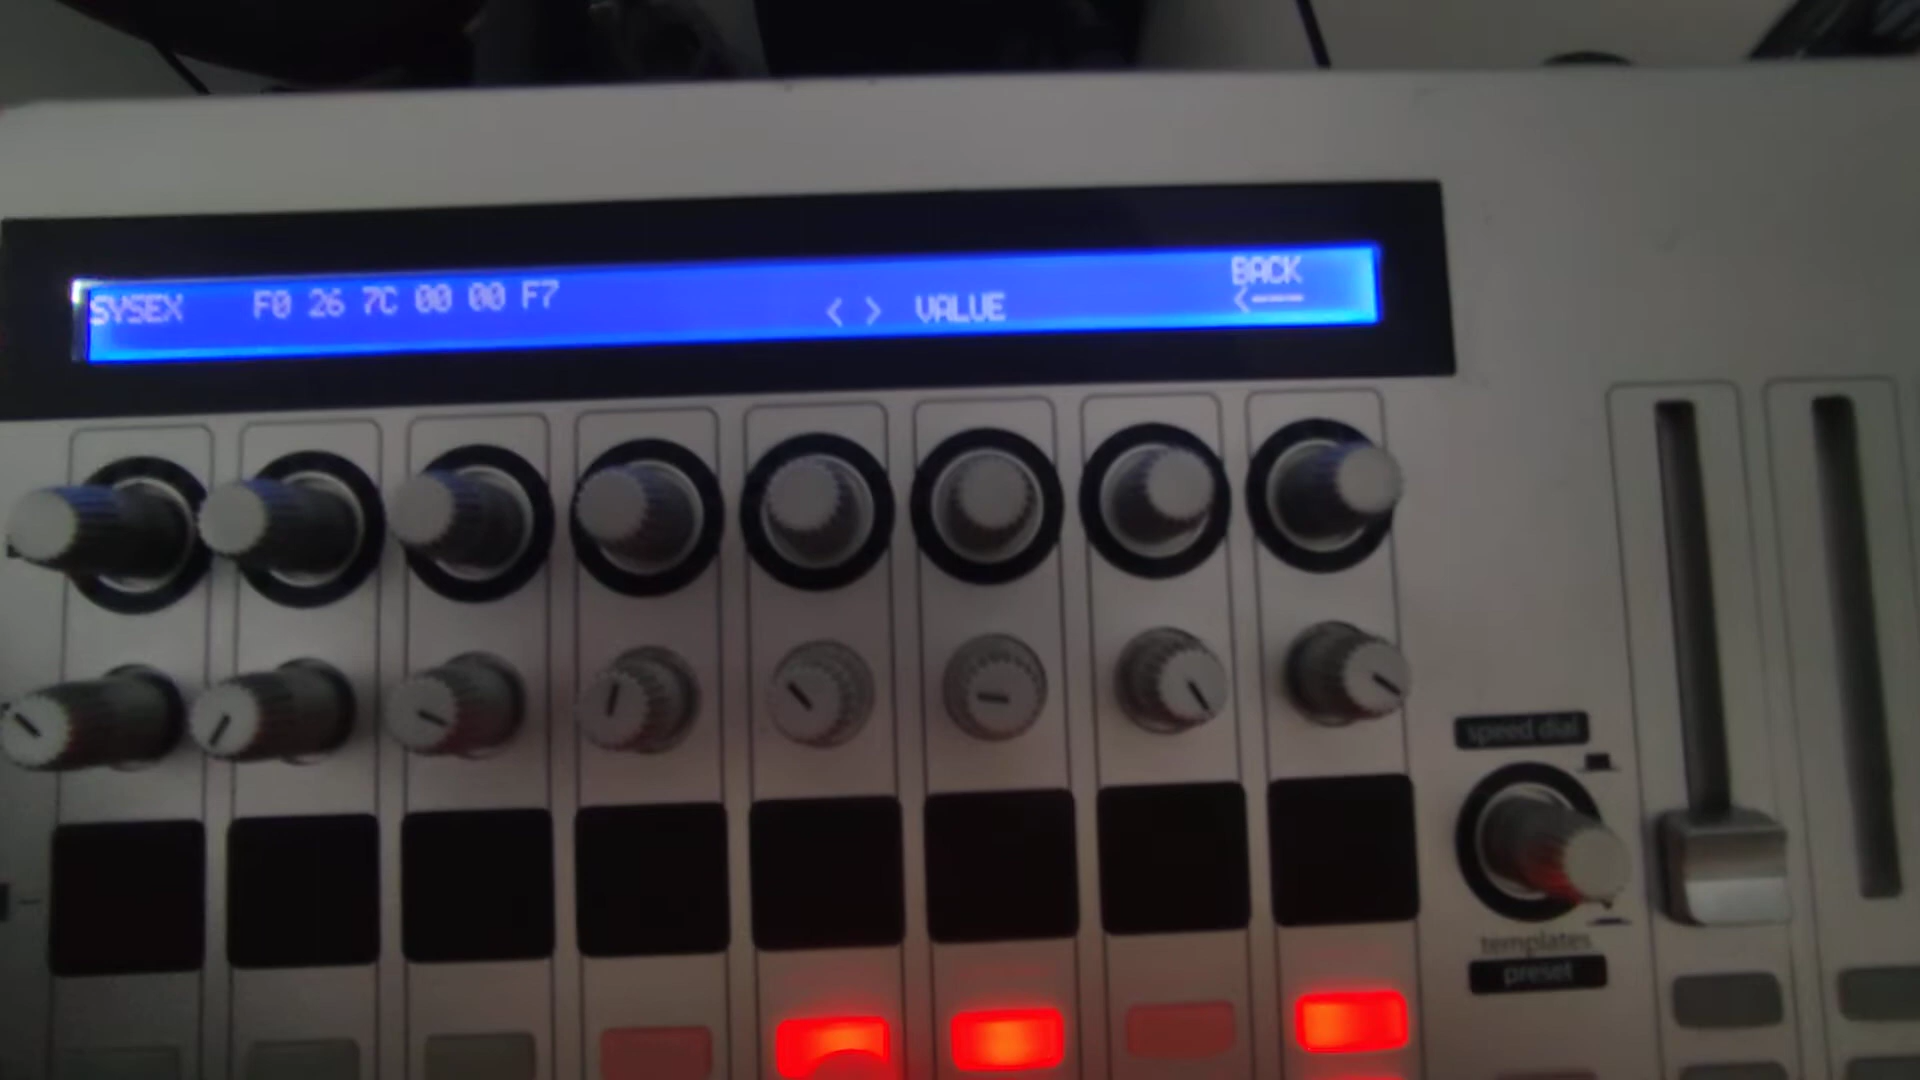 SYSEX F0 26 7C 00 00 F7 < > VALUE BACK
<----
speed dial
templates
preset